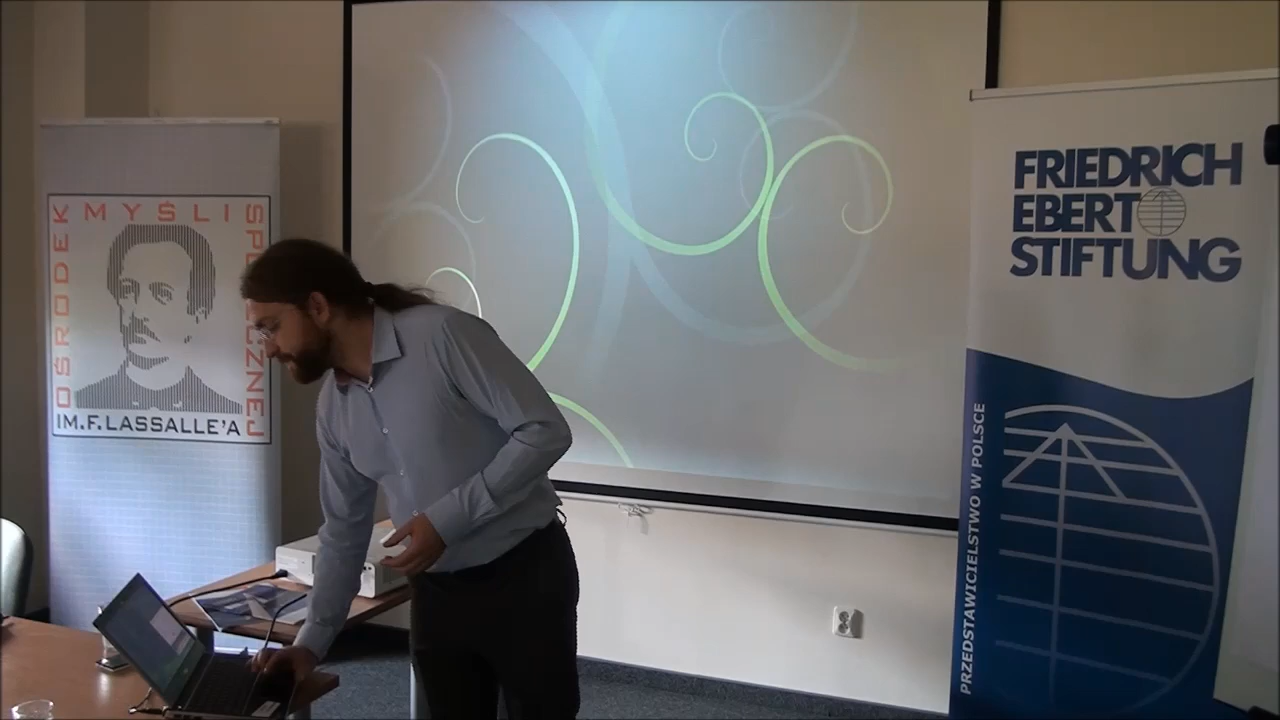 OŚRODEK
MYŚLI
SPOŁECZNEJ
IM.F.LASSALLE'A
FRIEDRICH
EBERT
STIFTUNG
PRZEDSTAWICIELSTWO W POLSCE